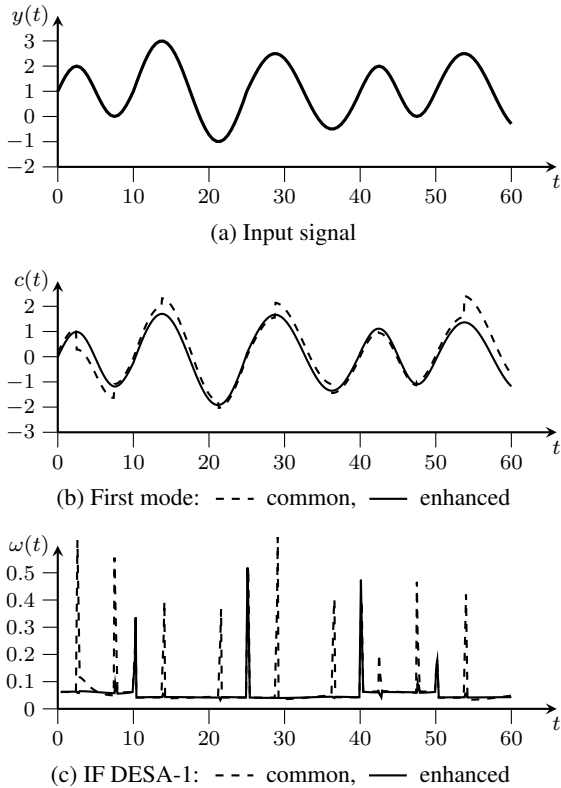 y(t)
3
2
1
0
−1
−2
0 10 20 30 40 50 60
t
(a) Input signal
c(t)
2
1
0
−1
−2
−3
0 10 20 30 40 50 60
t
(b) First mode: common, enhanced
ω(t)
0.5
0.4
0.3
0.2
0.1
0
0 10 20 30 40 50 60
t
(c) IF DESA-1: common, enhanced